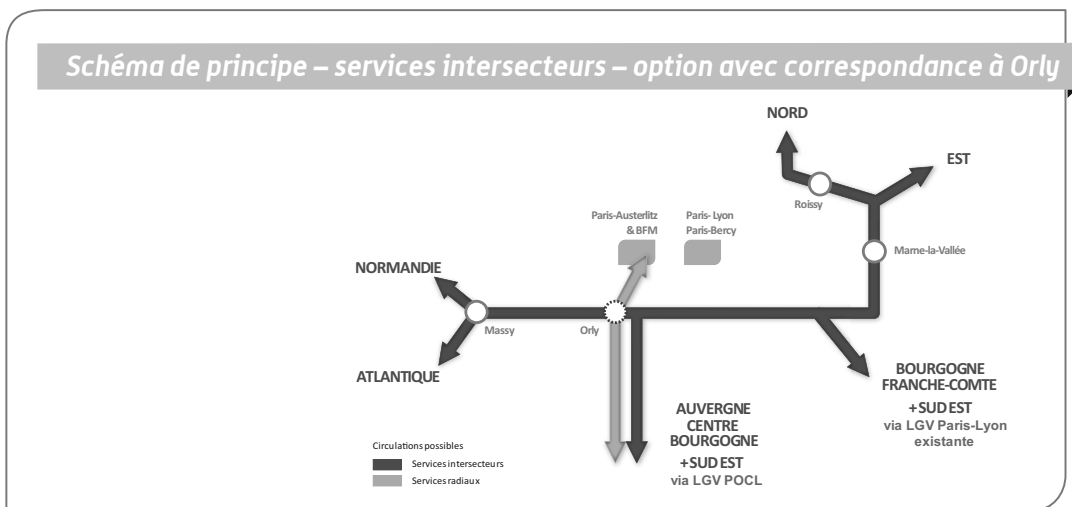 Schéma de principe – services intersecteurs – option avec correspondance à Orly
NORD
EST
Roissy
Paris-Austerlitz
& BFM
Paris- Lyon
Paris-Bercy
Marne-la-Vallée
NORMANDIE
Massy
Orly
ATLANTIQUE
BOURGOGNE
FRANCHE-COMTE
+SUD EST
via LGV Paris-Lyon
existante
AUVERGNE
CENTRE
BOURGOGNE
+SUD EST
via LGV POCL
Circulations possibles
Services intersecteurs
Services radiaux